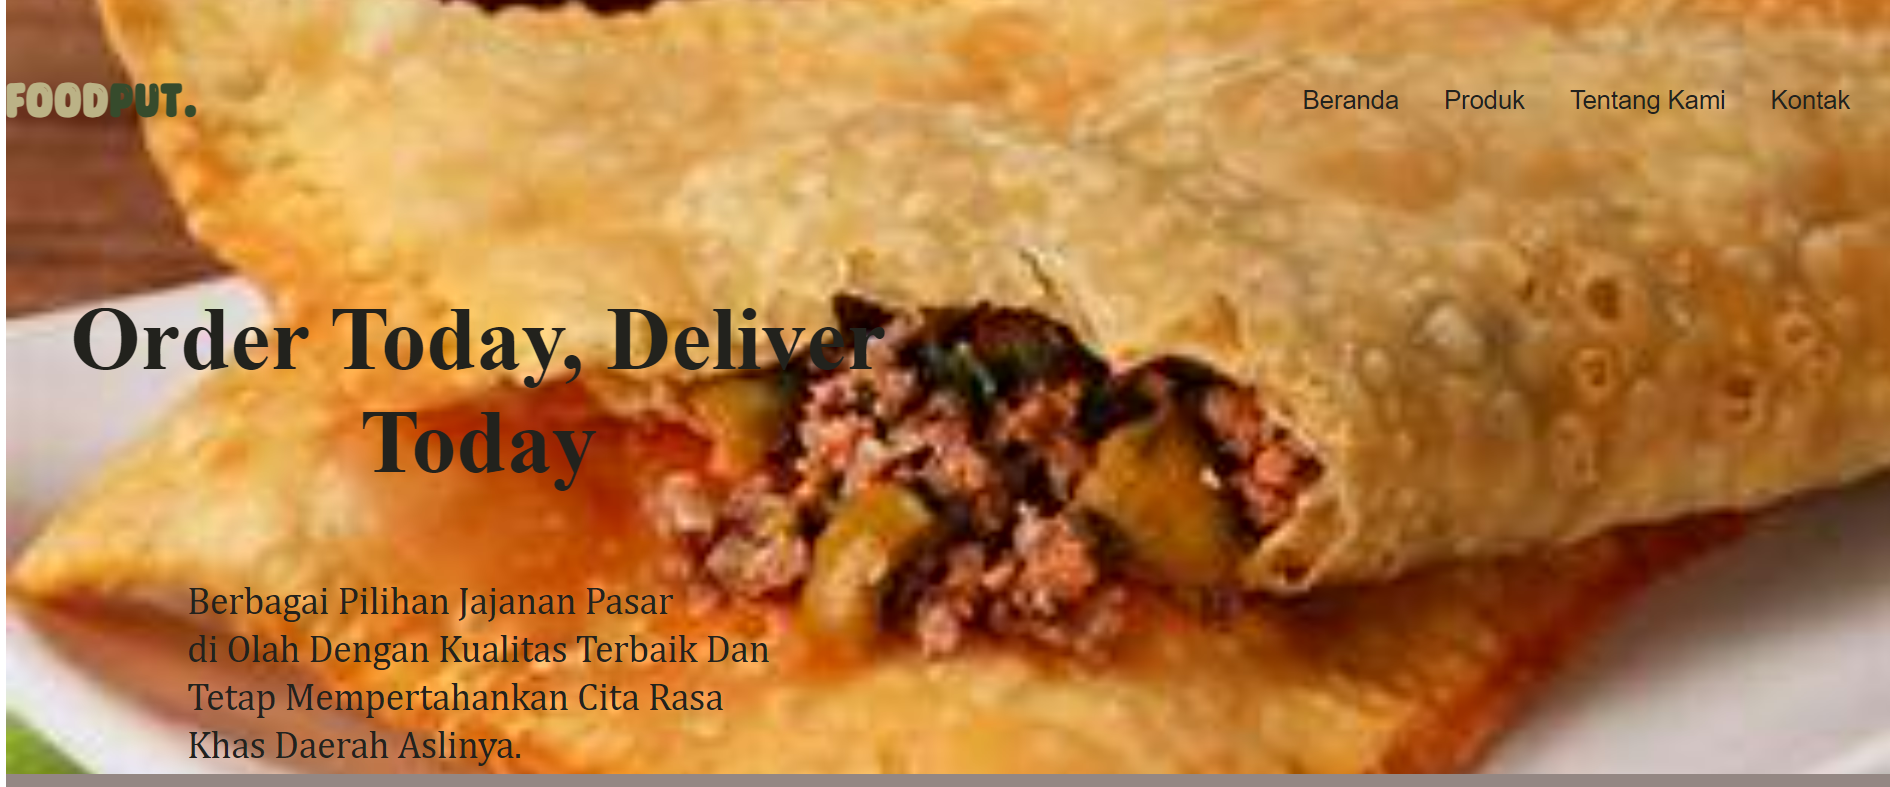 FOODPUT.
Beranda Produk Tentang Kami Kontak
Order Today, Deliver
Today
Berbagai Pilihan Jajanan Pasar
di Olah Dengan Kualitas Terbaik Dan
Tetap Mempertahankan Cita Rasa
Khas Daerah Aslinya.